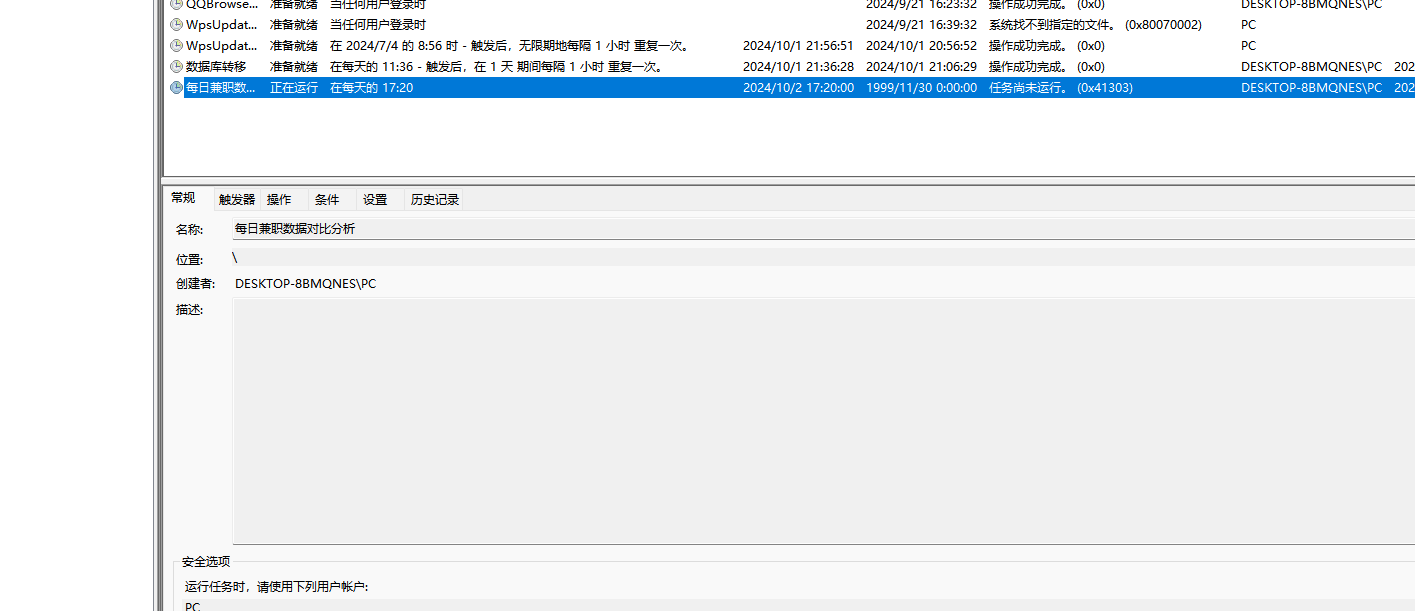 QQBrowse... 准备就绪 当任何用户登录时 2024/9/21 16:23:32 操作成功完成。 (0x0) DESKTOP-8BMQNES\PC
WpsUpdat... 准备就绪 当任何用户登录时 2024/9/21 16:39:32 系统找不到指定的文件。 (0x80070002) PC
WpsUpdat... 准备就绪 在 2024/7/4 的 8:56 时 - 触发后，无限期地每隔 1 小时 重复一次。 2024/10/1 21:56:51 2024/10/1 20:56:52 操作成功完成。 (0x0) PC
数据库转移 准备就绪 在每天的 11:36 - 触发后，在 1 天 期间每隔 1 小时 重复一次。 2024/10/1 21:36:28 2024/10/1 21:06:29 操作成功完成。 (0x0) DESKTOP-8BMQNES\PC 202
每日兼职数... 正在运行 在每天的 17:20 2024/10/2 17:20:00 1999/11/30 0:00:00 任务尚未运行。 (0x41303) DESKTOP-8BMQNES\PC 202
常规 触发器 操作 条件 设置 历史记录
名称: 每日兼职数据对比分析
位置: \
创建者: DESKTOP-8BMQNES\PC
描述:
安全选项
运行任务时，请使用下列用户帐户:
PC